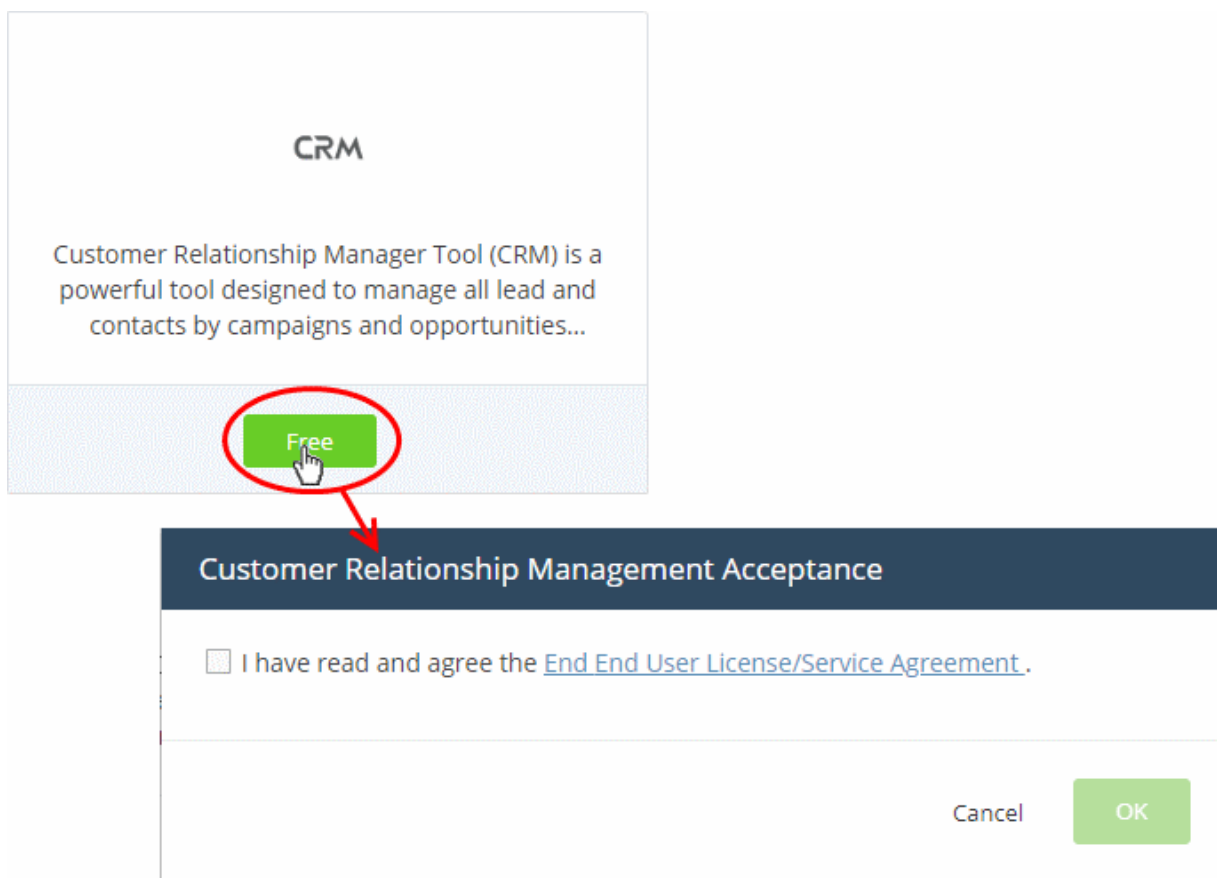 CRM
Customer Relationship Manager Tool (CRM) is a
powerful tool designed to manage all lead and
contacts by campaigns and opportunities...
Free
Customer Relationship Management Acceptance
I have read and agree the End End User License/Service Agreement .
Cancel OK